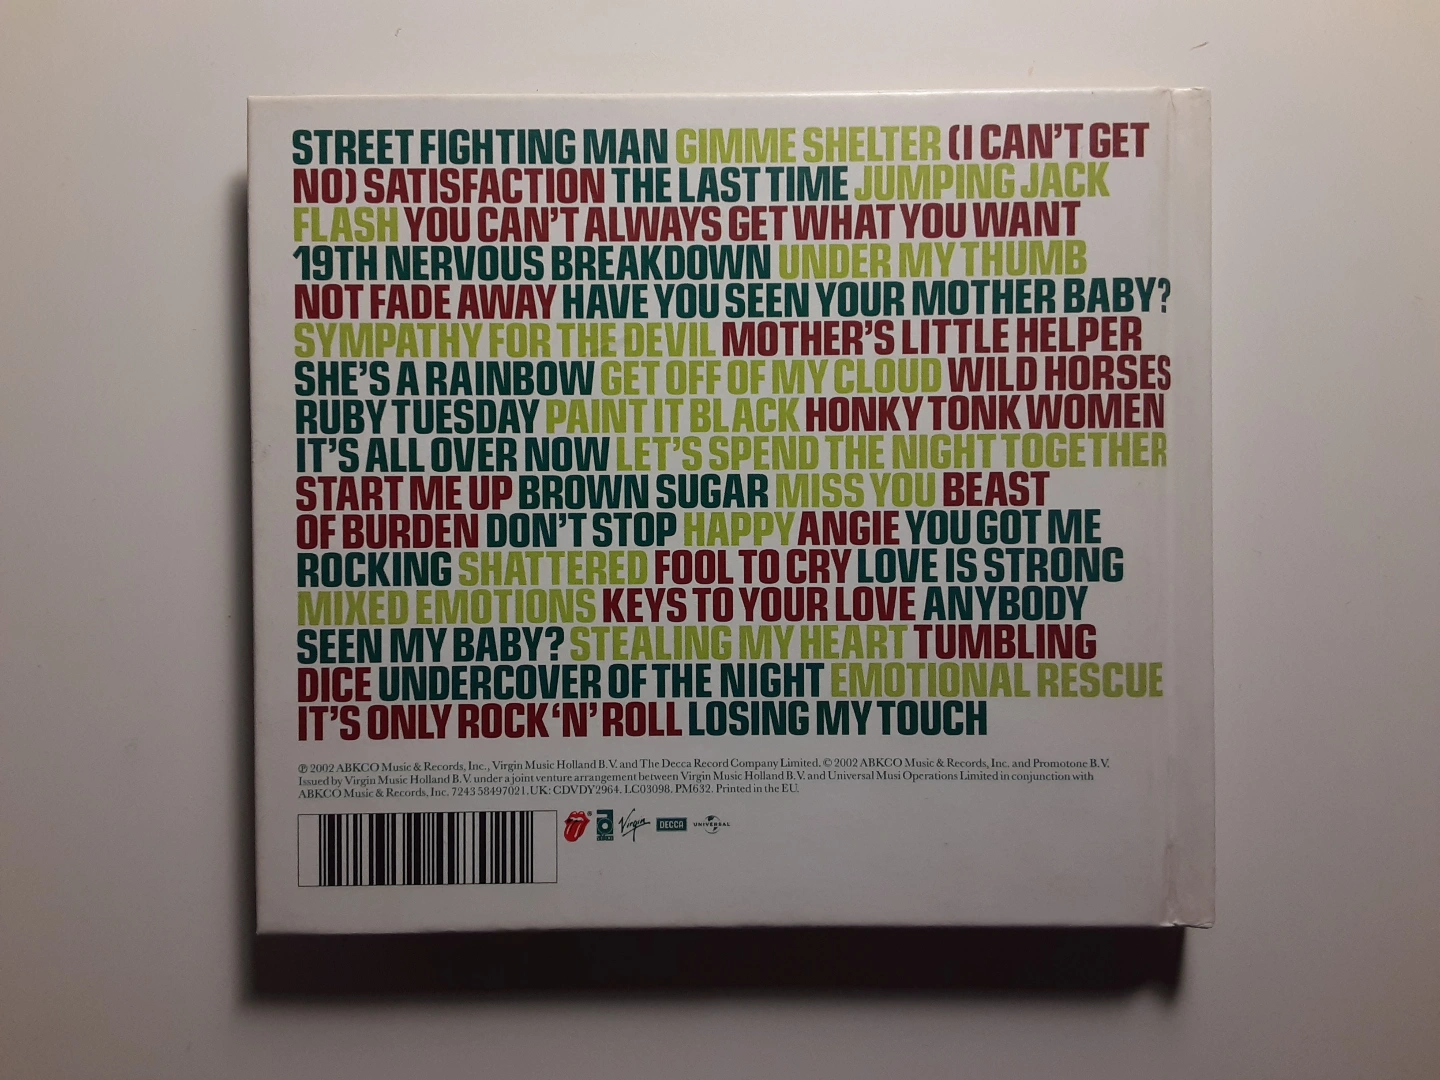 STREET FIGHTING MAN GIMME SHELTER (I CAN'T GET
NO) SATISFACTION THE LAST TIME JUMPING JACK
FLASH YOU CAN'T ALWAYS GET WHAT YOU WANT
19TH NERVOUS BREAKDOWN UNDER MY THUMB
NOT FADE AWAY HAVE YOU SEEN YOUR MOTHER BABY?
SYMPATHY FOR THE DEVIL MOTHER'S LITTLE HELPER
SHE'S A RAINBOW GET OFF OF MY CLOUD WILD HORSES
RUBY TUESDAY PAINT IT BLACK HONKY TONK WOMEN
IT'S ALL OVER NOW LET'S SPEND THE NIGHT TOGETHER
START ME UP BROWN SUGAR MISS YOU BEAST
OF BURDEN DON'T STOP HAPPY ANGIE YOU GOT ME
ROCKING SHATTERED FOOL TO CRY LOVE IS STRONG
MIXED EMOTIONS KEYS TO YOUR LOVE ANYBODY
SEEN MY BABY? STEALING MY HEART TUMBLING
DICE UNDERCOVER OF THE NIGHT EMOTIONAL RESCUE
IT'S ONLY ROCK 'N' ROLL LOSING MY TOUCH
℗ 2002 ABKCO Music & Records, Inc., Virgin Music Holland B.V. and The Decca Record Company Limited. © 2002 ABKCO Music & Records, Inc. and Promotone B.V.
Issued by Virgin Music Holland B.V. under a joint venture arrangement between Virgin Music Holland B.V. and Universal Musi Operations Limited in conjunction with
ABKCO Music & Records, Inc. 7243 58497021. UK: CDVDY2964. LC03098. PM632. Printed in the EU.
Virgin DECCA UNIVERSAL